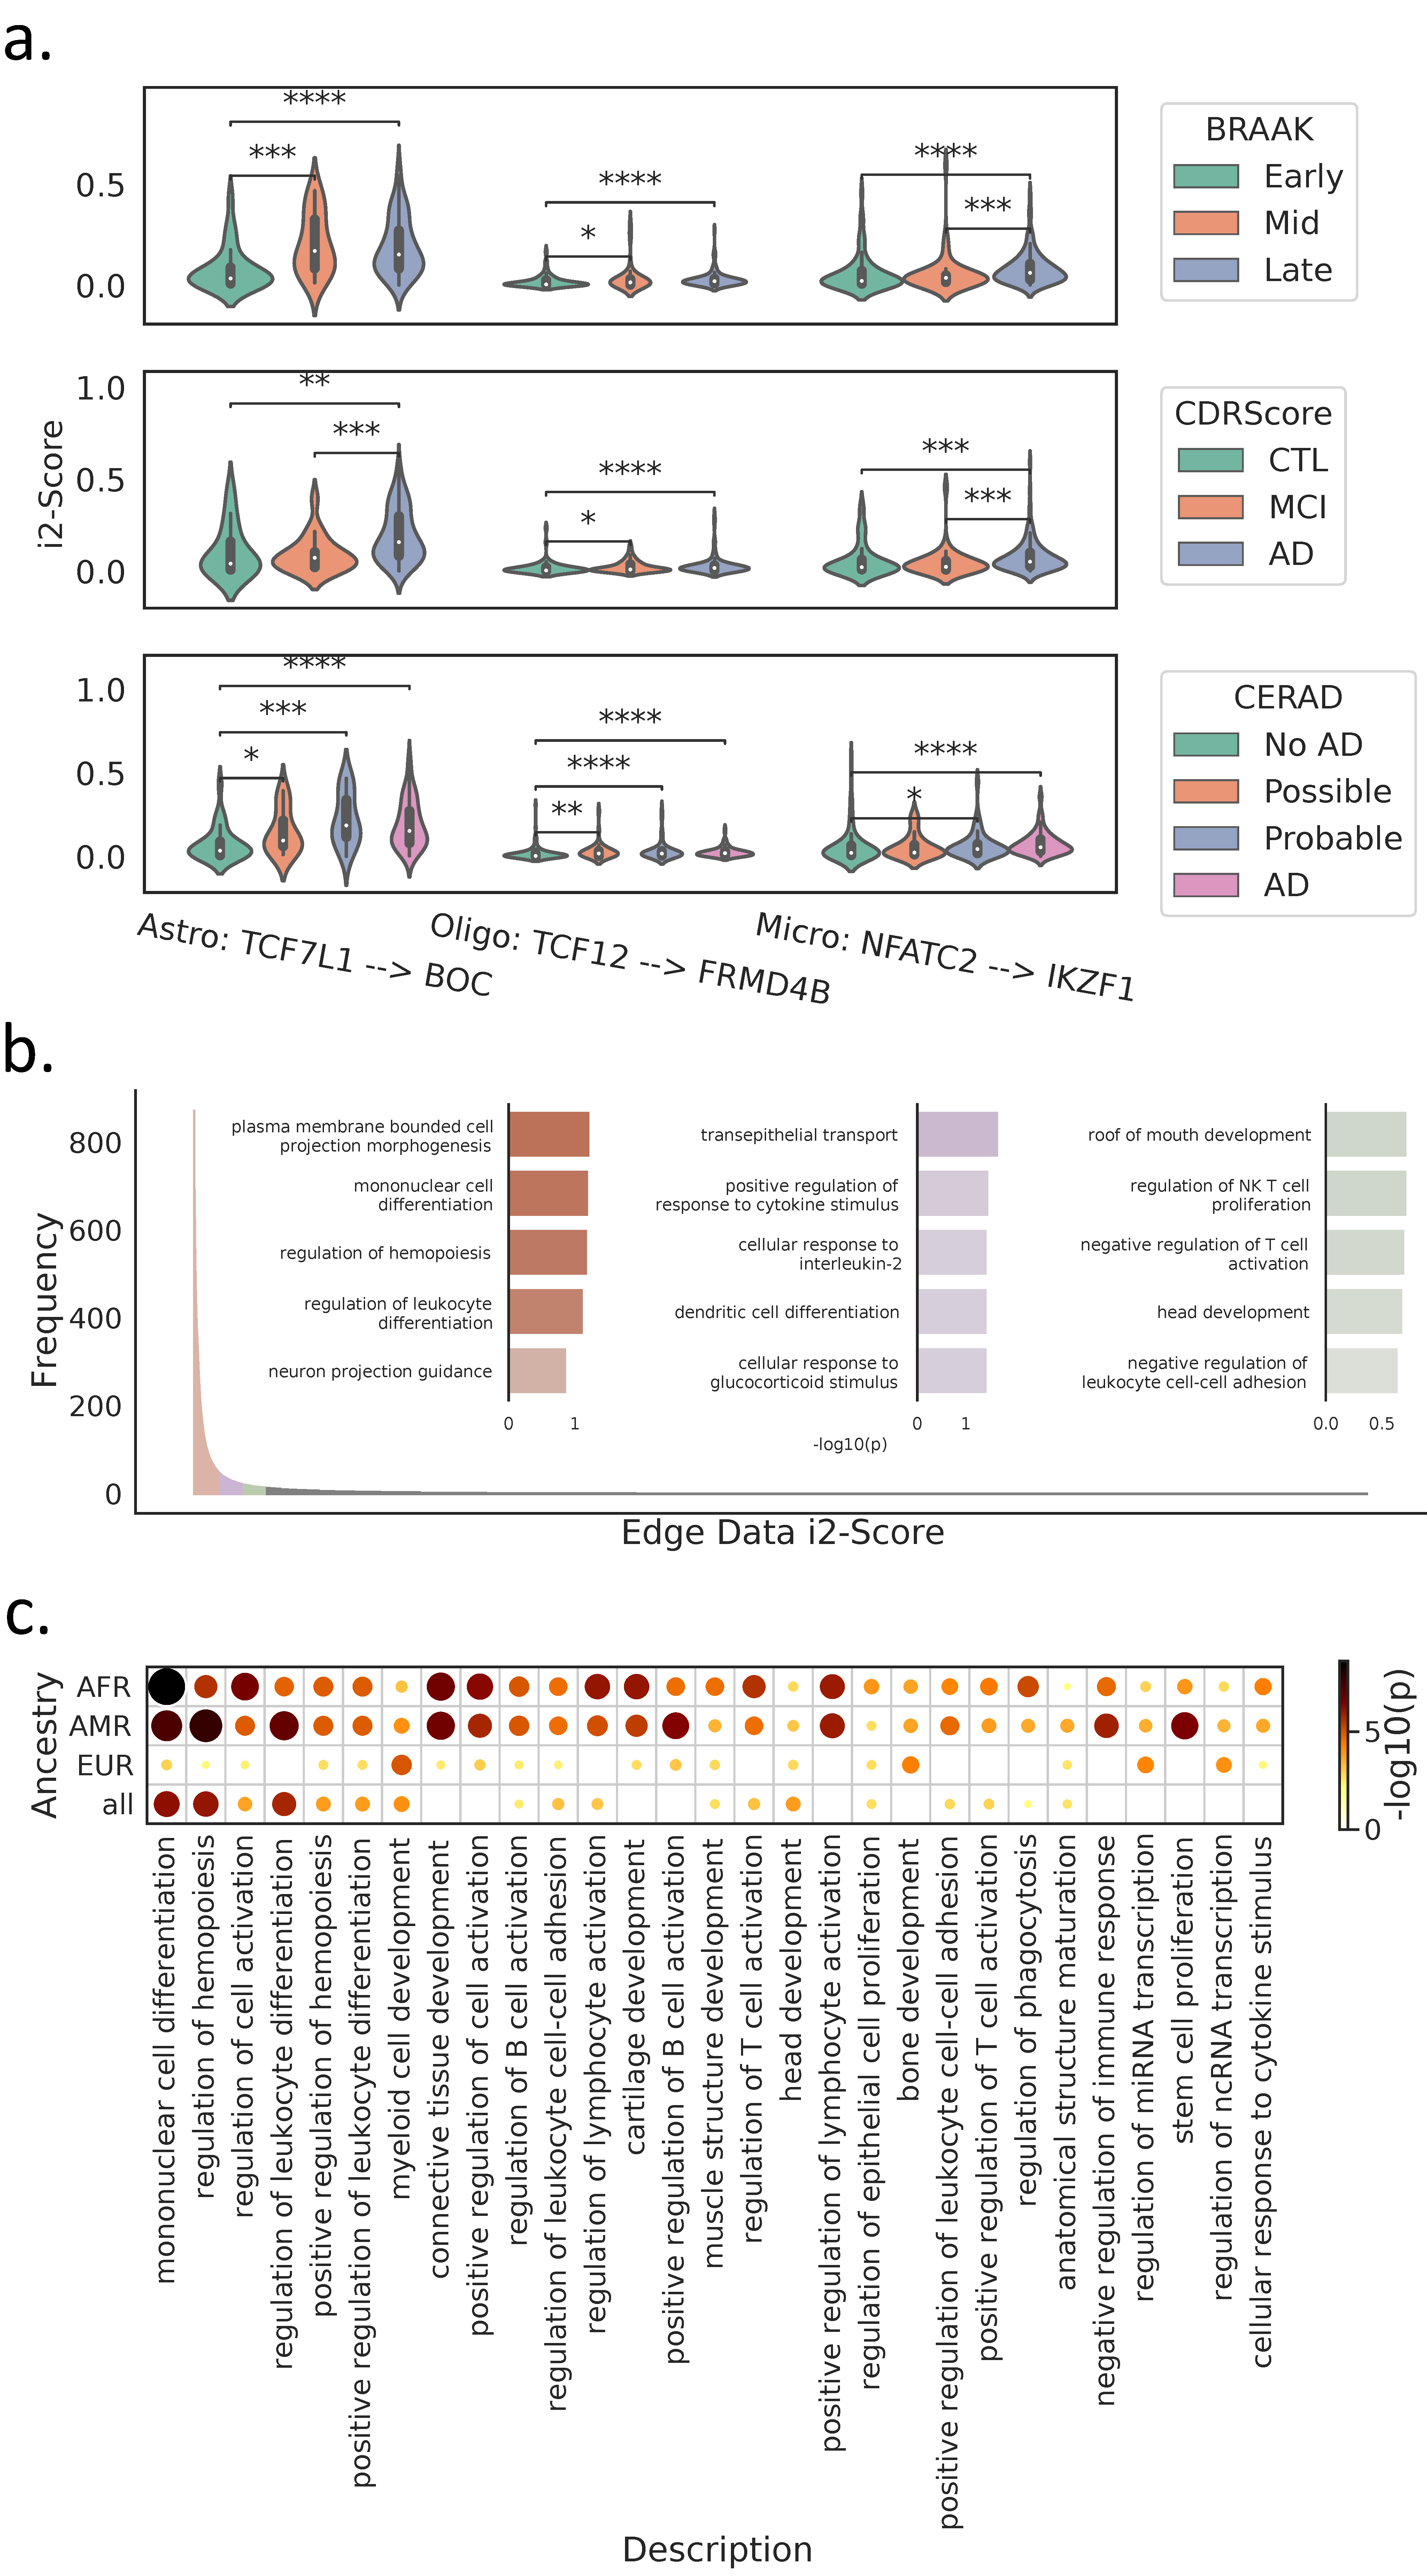 a.
****
***
****
*
****
***
0.5
0.0
BRAAK
Early
Mid
Late
**
***
****
*
***
***
1.0
0.5
0.0
i2-Score
CDRScore
CTL
MCI
AD
****
***
*
****
****
**
****
*
1.0
0.5
0.0
CERAD
No AD
Possible
Probable
AD
Astro: TCF7L1 --> BOC
Oligo: TCF12 --> FRMD4B
Micro: NFATC2 --> IKZF1
b.
Frequency
800
600
400
200
0
plasma membrane bounded cell
projection morphogenesis
mononuclear cell
differentiation
regulation of hemopoiesis
regulation of leukocyte
differentiation
neuron projection guidance
0 1
transepithelial transport
positive regulation of
response to cytokine stimulus
cellular response to
interleukin-2
dendritic cell differentiation
cellular response to
glucocorticoid stimulus
0 1
-log10(p)
roof of mouth development
regulation of NK T cell
proliferation
negative regulation of T cell
activation
head development
negative regulation of
leukocyte cell-cell adhesion
0.0 0.5
Edge Data i2-Score
c.
Ancestry
AFR
AMR
EUR
all
5
0
-log10(p)
mononuclear cell differentiation
regulation of hemopoiesis
regulation of cell activation
regulation of leukocyte differentiation
positive regulation of hemopoiesis
positive regulation of leukocyte differentiation
myeloid cell development
connective tissue development
positive regulation of cell activation
regulation of B cell activation
regulation of leukocyte cell-cell adhesion
regulation of lymphocyte activation
cartilage development
positive regulation of B cell activation
muscle structure development
regulation of T cell activation
head development
positive regulation of lymphocyte activation
regulation of epithelial cell proliferation
bone development
positive regulation of leukocyte cell-cell adhesion
positive regulation of T cell activation
regulation of phagocytosis
anatomical structure maturation
negative regulation of immune response
regulation of miRNA transcription
stem cell proliferation
regulation of ncRNA transcription
cellular response to cytokine stimulus
Description